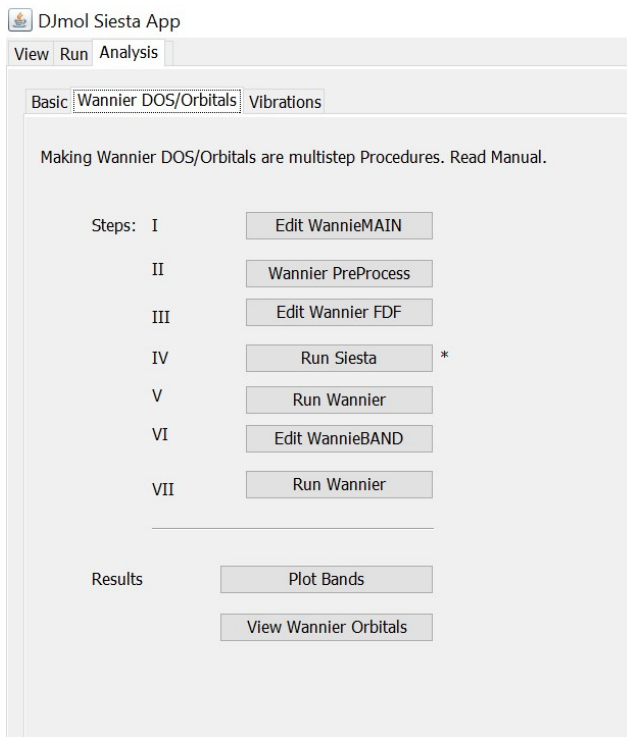 DJmol Siesta App
View Run Analysis
Basic Wannier DOS/Orbitals Vibrations
Making Wannier DOS/Orbitals are multistep Procedures. Read Manual.
Steps: I Edit WannieMAIN
II Wannier PreProcess
III Edit Wannier FDF
IV Run Siesta *
V Run Wannier
VI Edit WannieBAND
VII Run Wannier
Results Plot Bands
View Wannier Orbitals